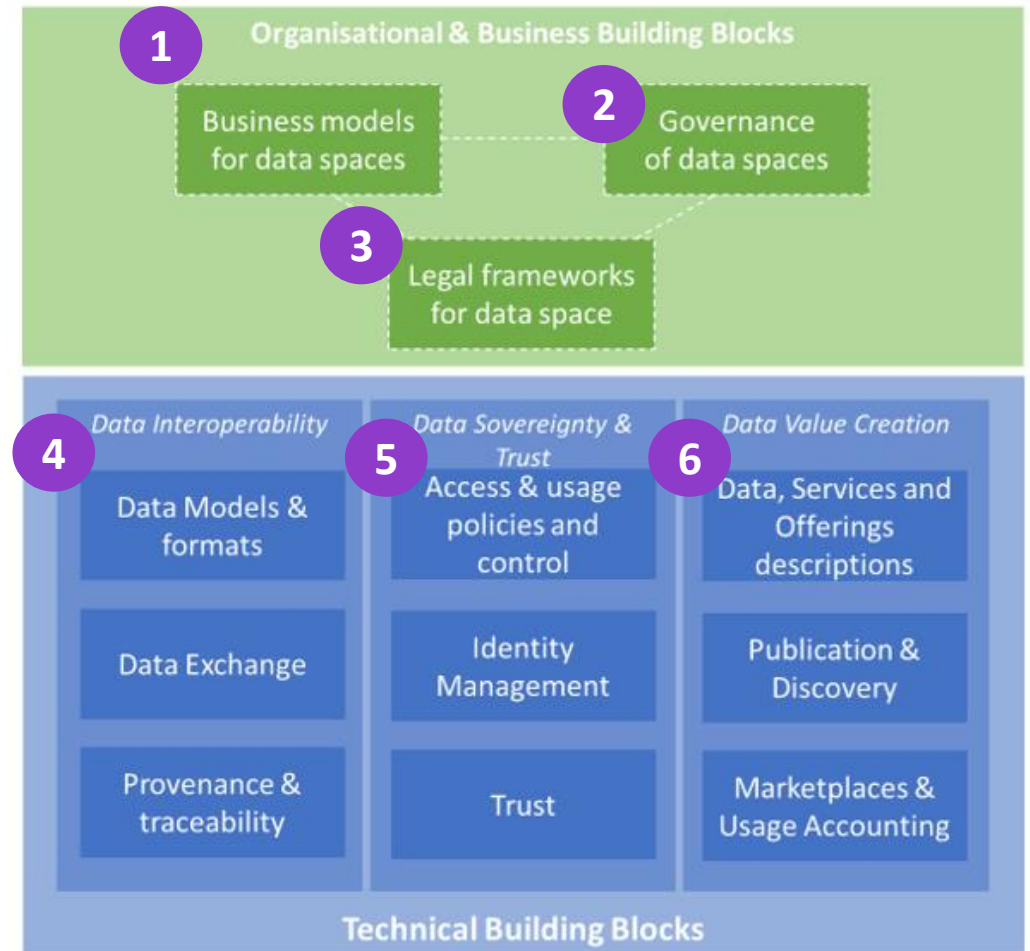 1
Organisational & Business Building Blocks
Business models
for data spaces
2
Governance
of data spaces
3
Legal frameworks
for data space
4
Data Interoperability
Data Models &
formats
Data Exchange
Provenance &
traceability
5
Data Sovereignty &
Trust
Access & usage
policies and
control
Identity
Management
Trust
6
Data Value Creation
Data, Services and
Offerings
descriptions
Publication &
Discovery
Marketplaces &
Usage Accounting
Technical Building Blocks